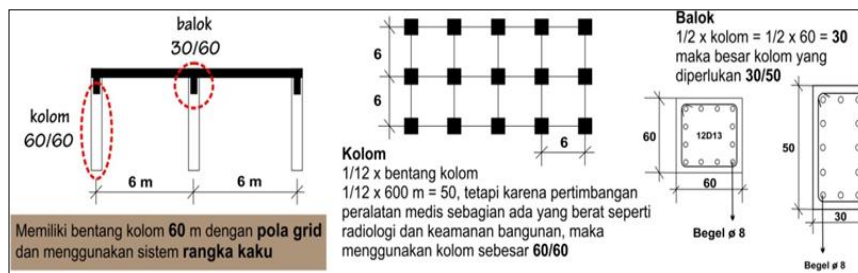 balok
30/60
kolom
60/60
6 m
6 m
Memiliki bentang kolom 60 m dengan pola grid
dan menggunakan sistem rangka kaku
6
6
6
Kolom
1/12 x bentang kolom
1/12 x 600 m = 50, tetapi karena pertimbangan
peralatan medis sebagian ada yang berat seperti
radiologi dan keamanan bangunan, maka
menggunakan kolom sebesar 60/60
Balok
1/2 x kolom = 1/2 x 60 = 30
maka besar kolom yang
diperlukan 30/50
60
12D13
60
Begel ø 8
50
30
Begel ø 8